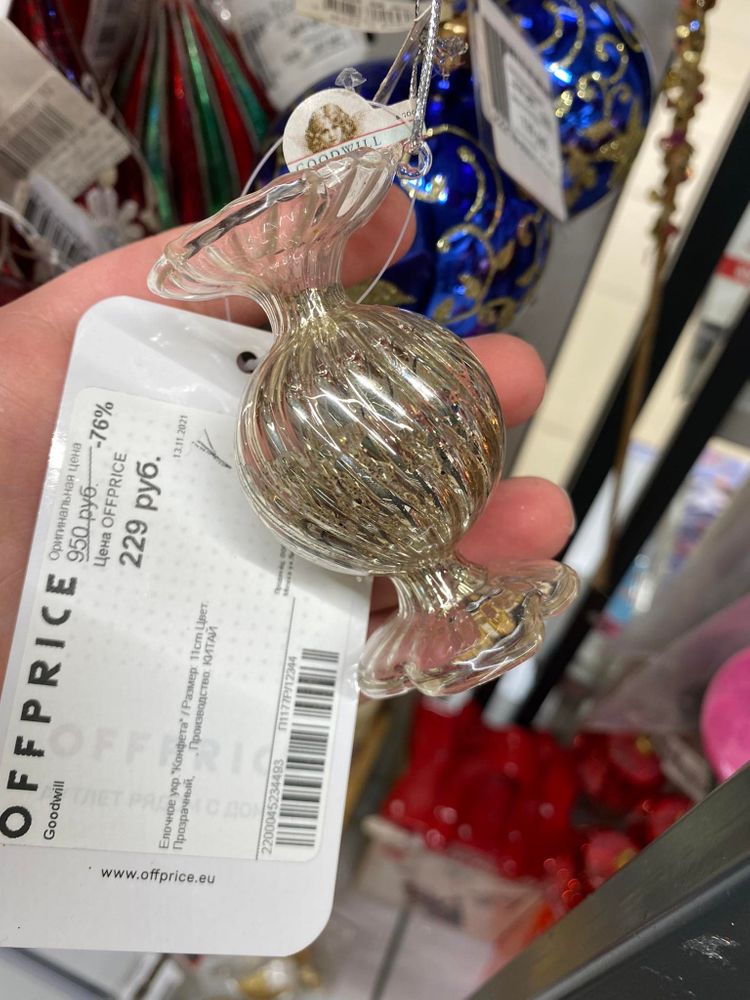 GOODWILL
OFFPRICE
Goodwill
Оригинальная цена
950 руб.
-76%
Цена OFFPRICE
229 руб.
13.11.2021
Елочное укр "Конфета" / Размер: 11cm Цвет:
Прозрачный, Производство: КИТАЙ
2200045234493
www.offprice.eu